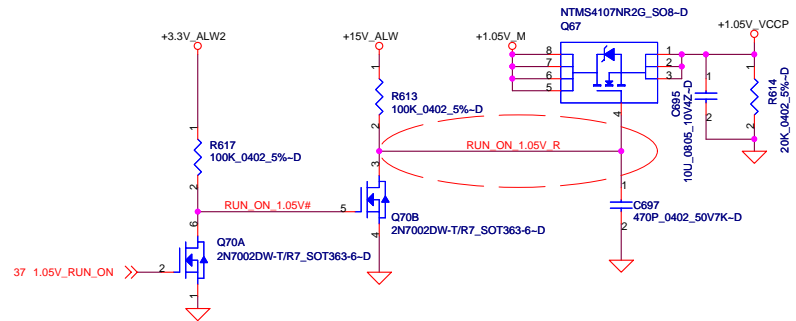 NTMS4107NR2G_SO8~D
Q67
+3.3V_ALW2
+15V_ALW
+1.05V_M
+1.05V_VCCP
8
7
6
5
1
2
3
4
1
R613
100K_0402_5%~D
2
1
C695
10U_0805_10V4Z~D
2
1
R614
20K_0402_5%~D
2
1
R617
100K_0402_5%~D
2
RUN_ON_1.05V_R
3
RUN_ON_1.05V#
5
Q70B
2N7002DW-T/R7_SOT363-6~D
4
1
C697
470P_0402_50V7K~D
2
6
Q70A
2N7002DW-T/R7_SOT363-6~D
37 1.05V_RUN_ON
2
1